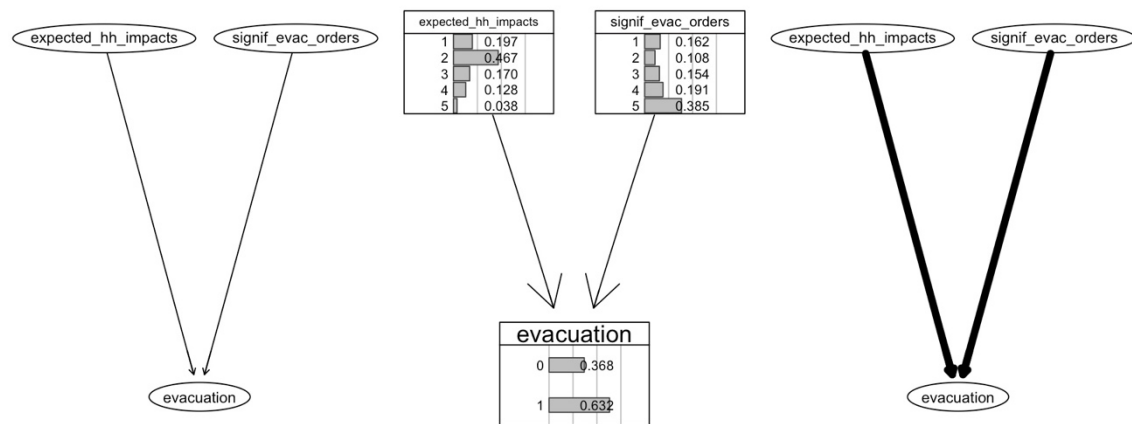 expected_hh_impacts
signif_evac_orders
evacuation
expected_hh_impacts
1 0.197
2 0.467
3 0.170
4 0.128
5 0.038
signif_evac_orders
1 0.162
2 0.108
3 0.154
4 0.191
5 0.385
evacuation
0 0.368
1 0.632
expected_hh_impacts
signif_evac_orders
evacuation